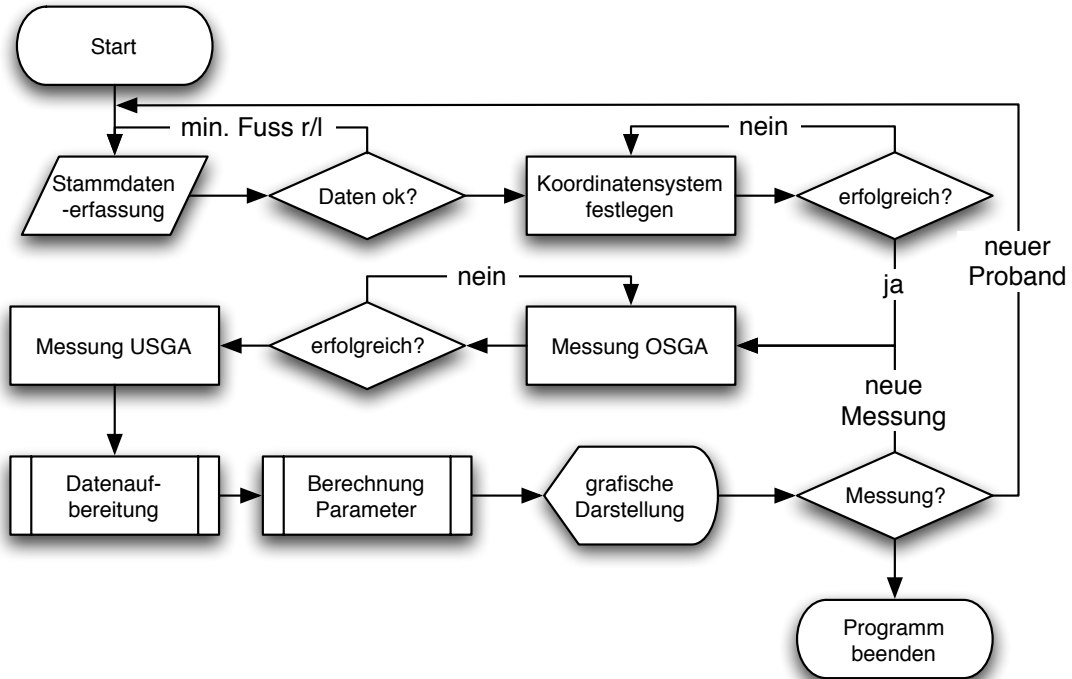 Start
min. Fuss r/l
nein
Stammdaten
-erfassung
Daten ok?
Koordinatensystem
festlegen
erfolgreich?
neuer
Proband
ja
nein
Messung USGA
erfolgreich?
Messung OSGA
neue
Messung
Datenauf-
bereitung
Berechnung
Parameter
grafische
Darstellung
Messung?
Programm
beenden